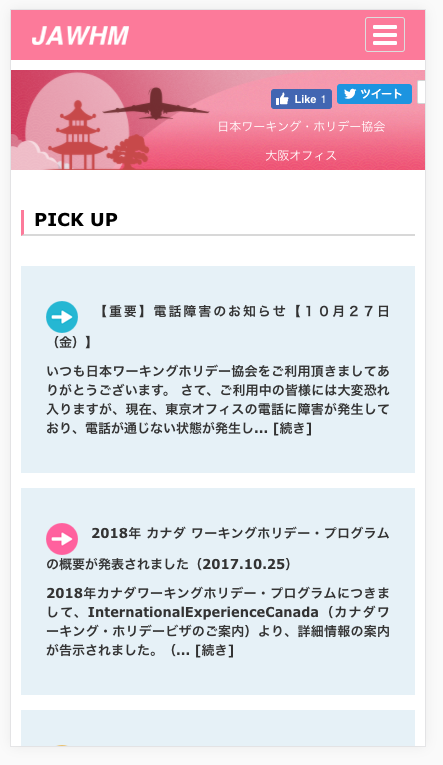 JAWHM
Like 1
ツイート
日本ワーキング・ホリデー協会
大阪オフィス
PICK UP
【重要】電話障害のお知らせ【１０月２７日
（金）】
いつも日本ワーキングホリデー協会をご利用頂きましてあ
りがとうございます。 さて、ご利用中の皆様には大変恐れ
入りますが、現在、東京オフィスの電話に障害が発生して
おり、電話が通じない状態が発生し... [続き]
2018年 カナダ ワーキングホリデー・プログラム
の概要が発表されました（2017.10.25）
2018年カナダワーキングホリデー・プログラムにつきま
して、InternationalExperienceCanada（カナダワ
ーキング・ホリデービザのご案内）より、詳細情報の案内
が告示されました。（... [続き]